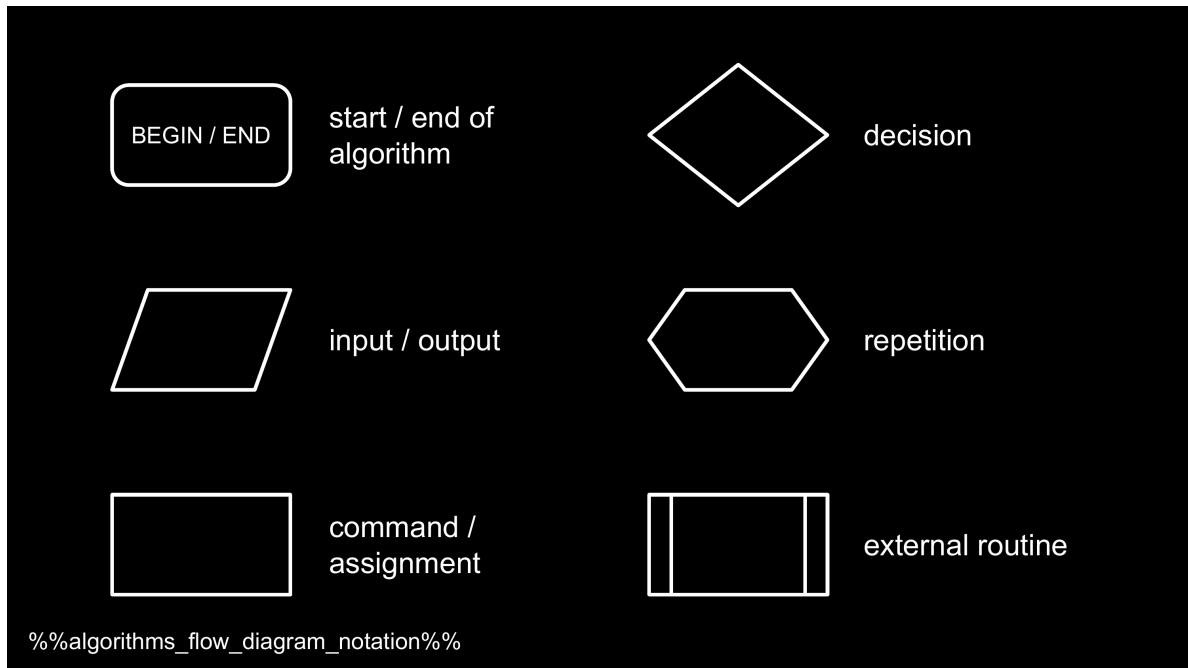 BEGIN / END
start / end of
algorithm
decision
input / output
repetition
command /
assignment
external routine
%%algorithms_flow_diagram_notation%%